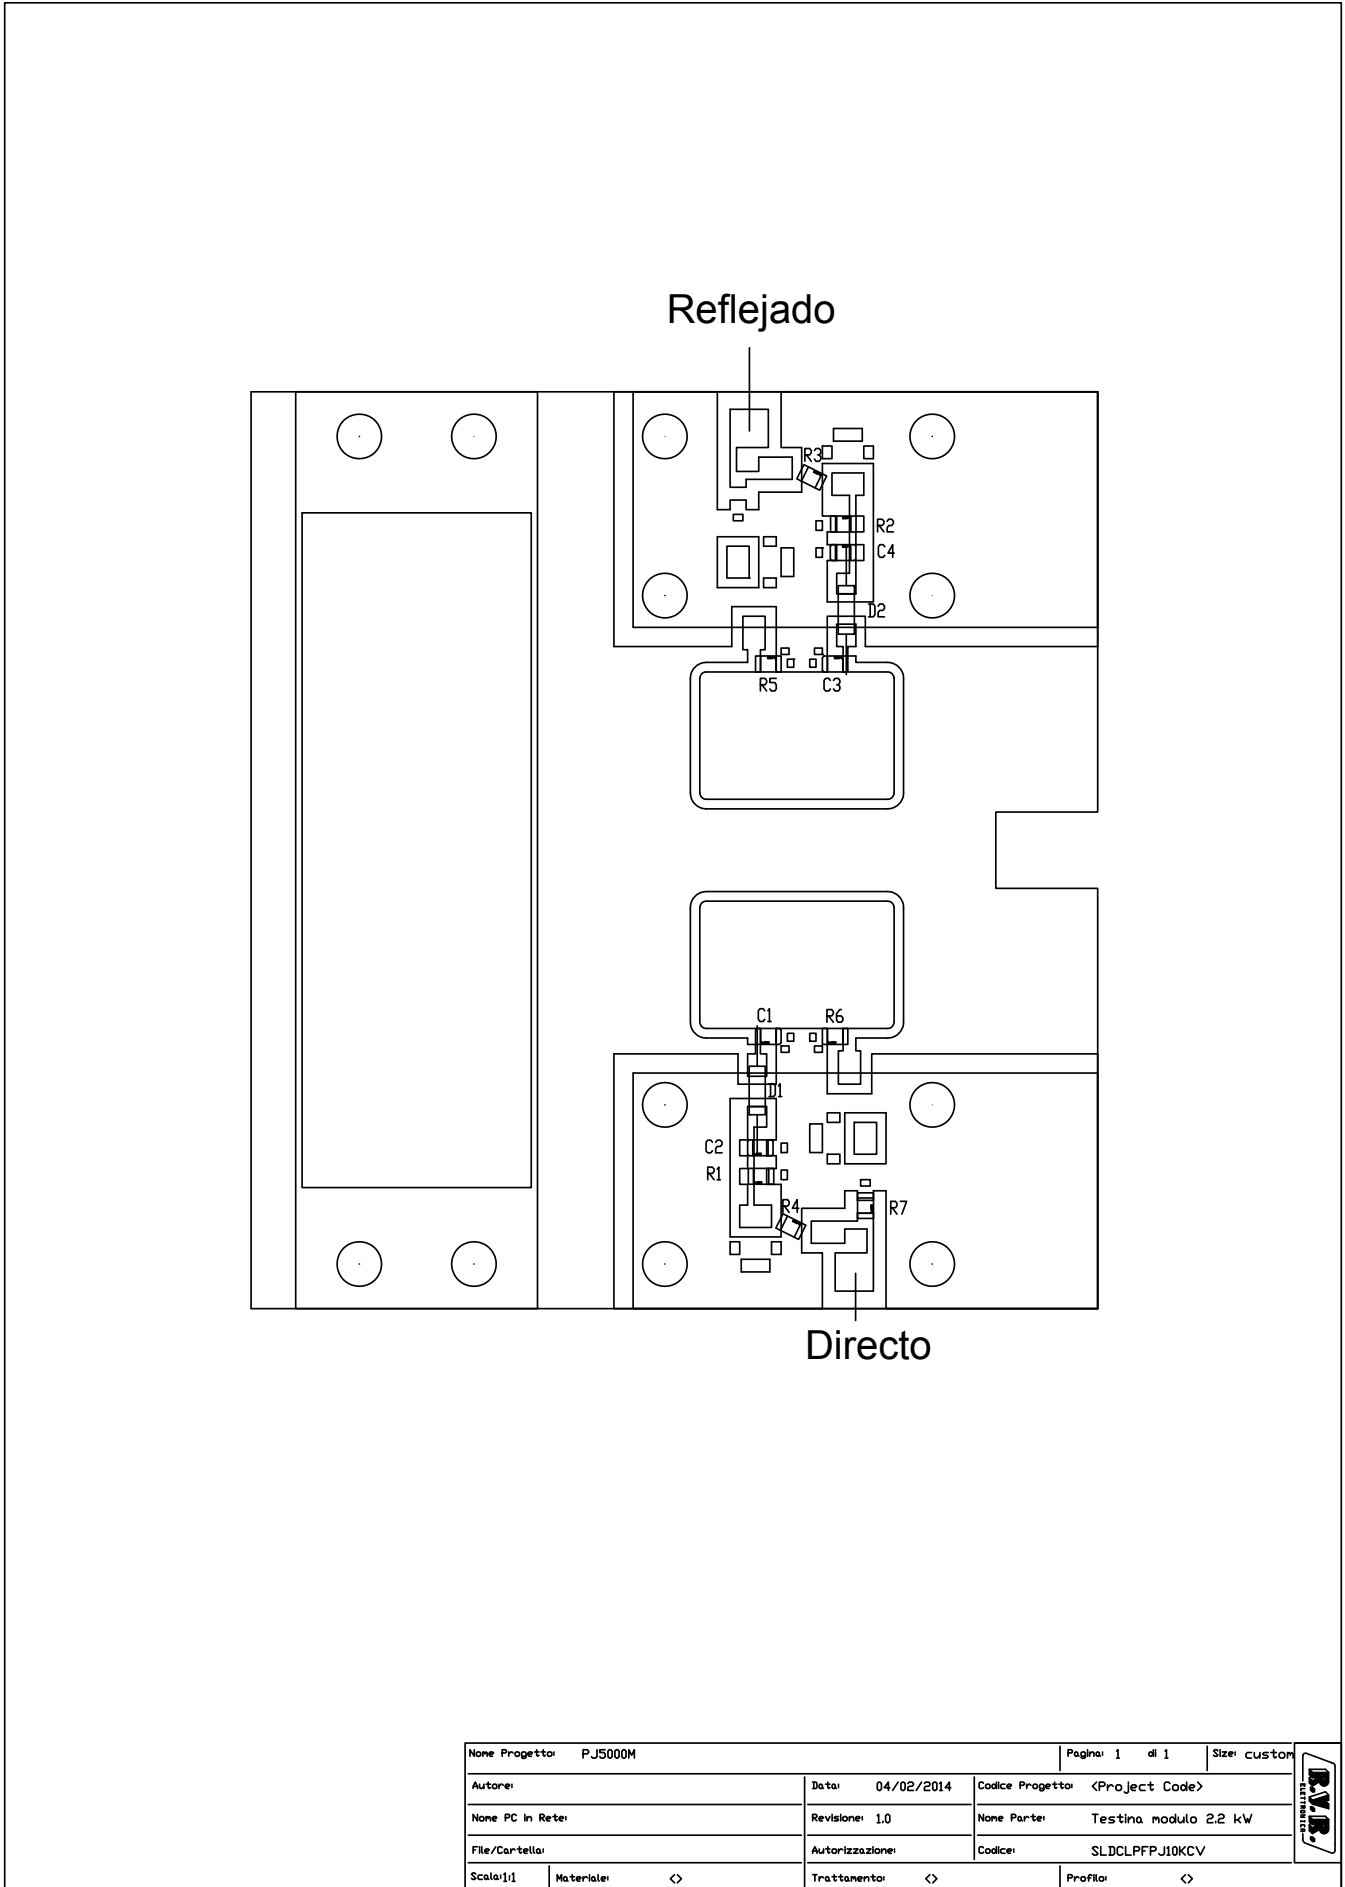 Reflejado
R3
R2
C4
D2
R5
C3
C1
R6
D1
C2
R1
R4
R7
Directo
Nome Progetto: PJ5000M
Pagina: 1 di 1
Size: custom
Autore:
Data: 04/02/2014
Codice Progetto: <Project Code>
Nome PC in Rete:
Revisione: 1.0
Nome Parte: Testina modulo 2.2 kW
File/Cartella:
Autorizzazione:
Codice: SLDCLPFPJ10KCV
Scala:1:1
Materiale: <>
Trattamento: <>
Profilo: <>
R.V.R.
ELETTRONICA